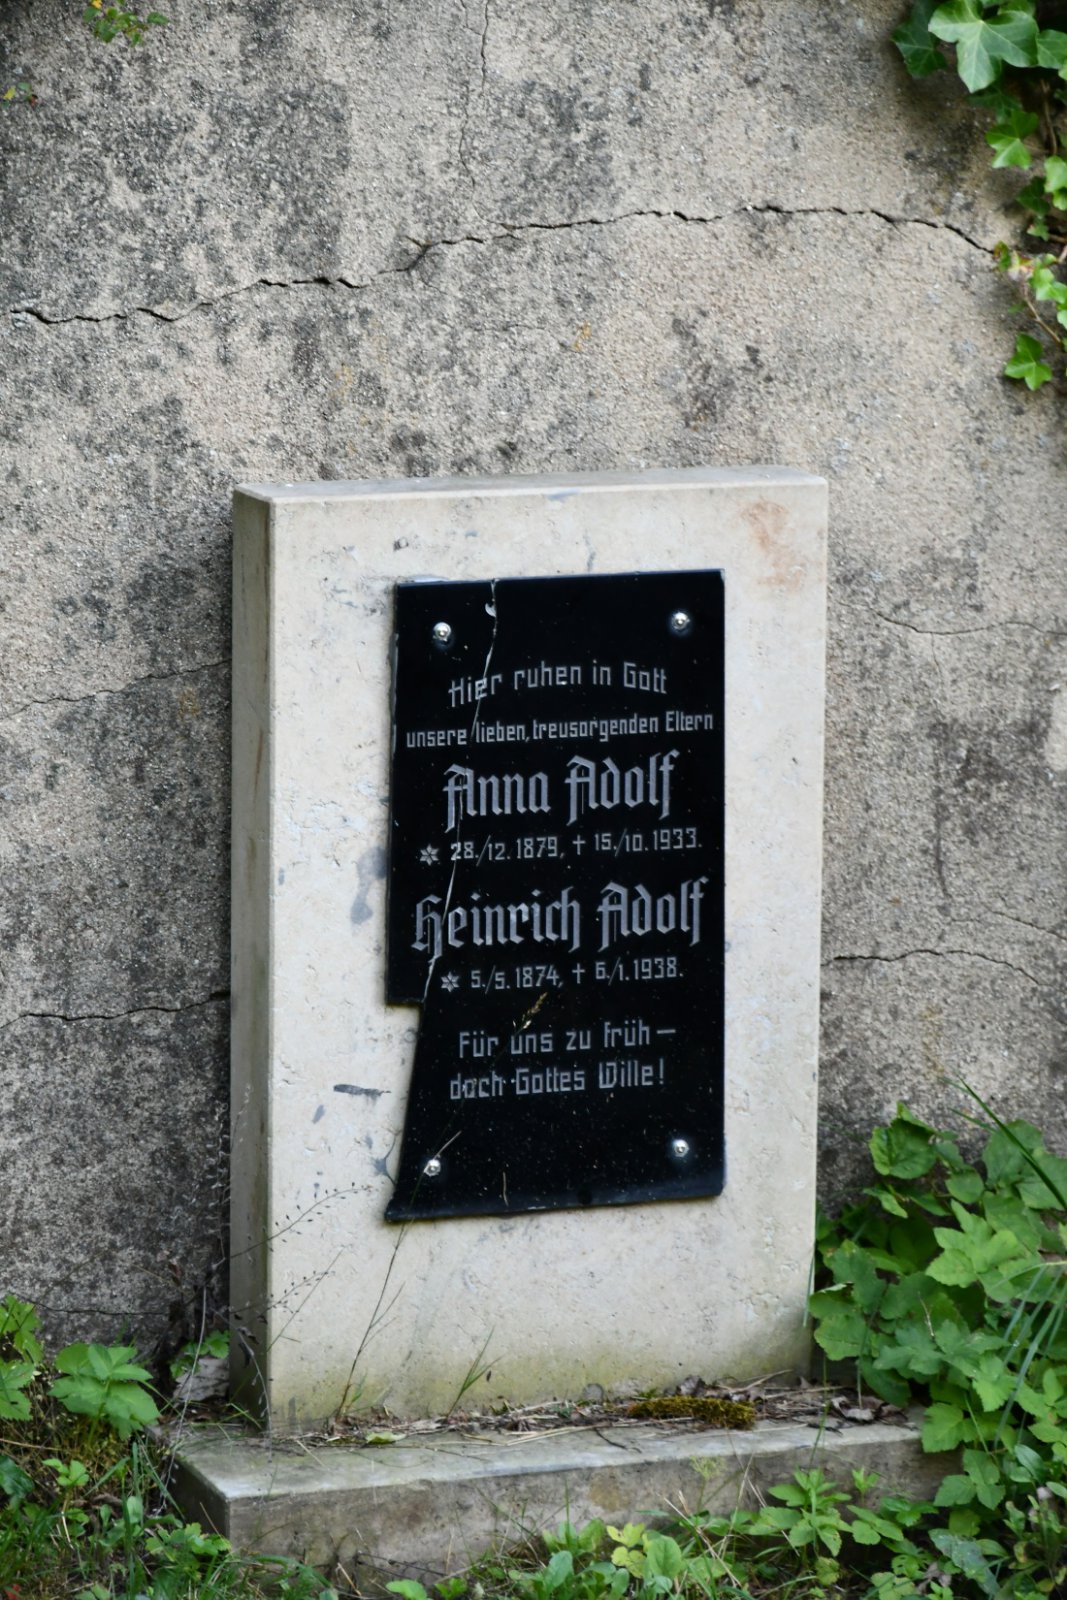 Hier ruhen in Gott
unsere lieben, treusorgenden Eltern
Anna Adolf
✲ 28./12. 1879, † 15./10. 1933.
Heinrich Adolf
✲ 5./5. 1874, † 6./1. 1938.
Für uns zu früh —
doch Gottes Wille!